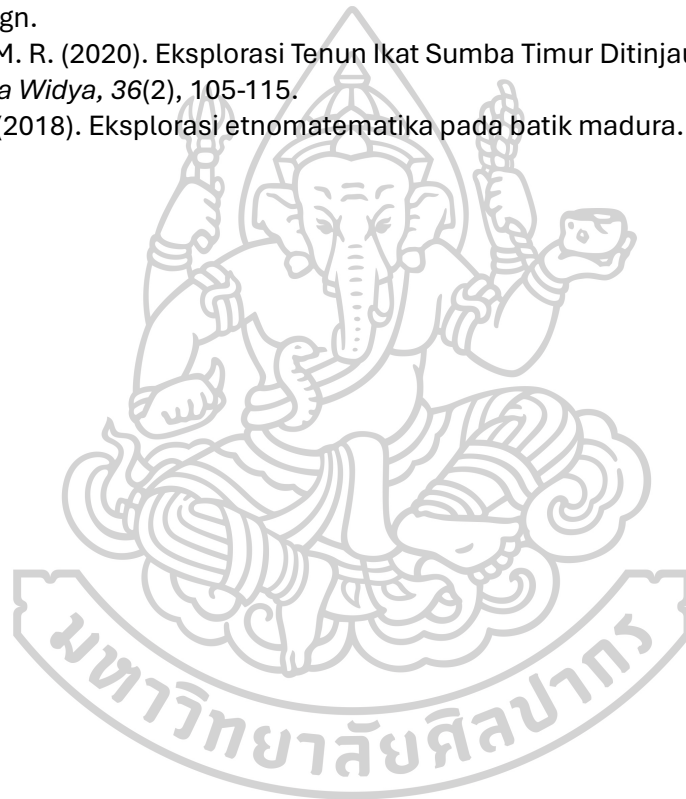 gn.
M. R. (2020). Eksplorasi Tenun Ikat Sumba Timur Ditinjau
a Widya, 36(2), 105-115.
(2018). Eksplorasi etnomatematika pada batik madura.
มหาวิทยาลัยศิลปากร